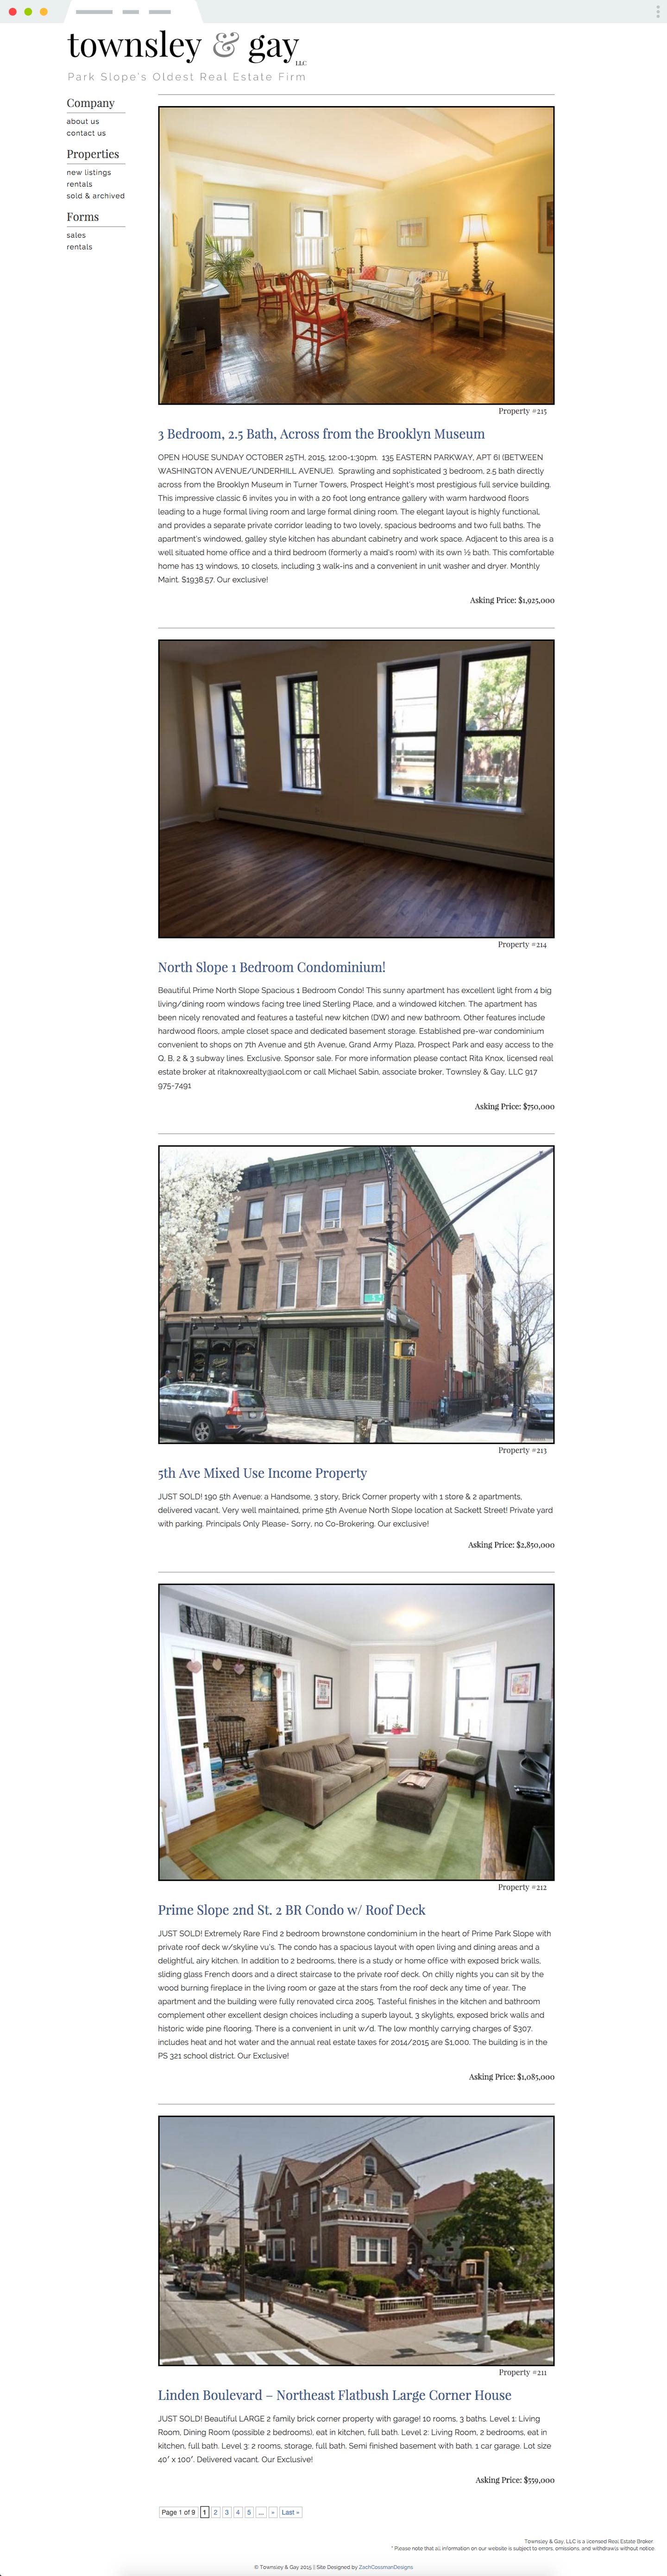 townsley & gay
LLC
Park Slope's Oldest Real Estate Firm
Company
about us
contact us
Properties
new listings
rentals
sold & archived
Forms
sales
rentals
Property #215
3 Bedroom, 2.5 Bath, Across from the Brooklyn Museum
OPEN HOUSE SUNDAY OCTOBER 25TH, 2015, 12:00-1:30pm.  135 EASTERN PARKWAY, APT 6I (BETWEEN
WASHINGTON AVENUE/UNDERHILL AVENUE).  Sprawling and sophisticated 3 bedroom, 2.5 bath directly
across from the Brooklyn Museum in Turner Towers, Prospect Height's most prestigious full service building.
This impressive classic 6 invites you in with a 20 foot long entrance gallery with warm hardwood floors
leading to a huge formal living room and large formal dining room. The elegant layout is highly functional,
and provides a separate private corridor leading to two lovely, spacious bedrooms and two full baths. The
apartment's windowed, galley style kitchen has abundant cabinetry and work space. Adjacent to this area is a
well situated home office and a third bedroom (formerly a maid's room) with its own ½ bath. This comfortable
home has 13 windows, 10 closets, including 3 walk-ins and a convenient in unit washer and dryer. Monthly
Maint. $1938.57. Our exclusive!
Asking Price: $1,925,000
Property #214
North Slope 1 Bedroom Condominium!
Beautiful Prime North Slope Spacious 1 Bedroom Condo! This sunny apartment has excellent light from 4 big
living/dining room windows facing tree lined Sterling Place, and a windowed kitchen. The apartment has
been nicely renovated and features a tasteful new kitchen (DW) and new bathroom. Other features include
hardwood floors, ample closet space and dedicated basement storage. Established pre-war condominium
convenient to shops on 7th Avenue and 5th Avenue, Grand Army Plaza, Prospect Park and easy access to the
Q, B, 2 & 3 subway lines. Exclusive. Sponsor sale. For more information please contact Rita Knox, licensed real
estate broker at ritaknoxrealty@aol.com or call Michael Sabin, associate broker, Townsley & Gay, LLC 917
975-7491
Asking Price: $750,000
Property #213
5th Ave Mixed Use Income Property
JUST SOLD! 190 5th Avenue: a Handsome, 3 story, Brick Corner property with 1 store & 2 apartments,
delivered vacant. Very well maintained, prime 5th Avenue North Slope location at Sackett Street! Private yard
with parking. Principals Only Please- Sorry, no Co-Brokering. Our exclusive!
Asking Price: $2,850,000
Property #212
Prime Slope 2nd St. 2 BR Condo w/ Roof Deck
JUST SOLD! Extremely Rare Find 2 bedroom brownstone condominium in the heart of Prime Park Slope with
private roof deck w/skyline vu's. The condo has a spacious layout with open living and dining areas and a
delightful, airy kitchen. In addition to 2 bedrooms, there is a study or home office with exposed brick walls,
sliding glass French doors and a direct staircase to the private roof deck. On chilly nights you can sit by the
wood burning fireplace in the living room or gaze at the stars from the roof deck any time of year. The
apartment and the building were fully renovated circa 2005. Tasteful finishes in the kitchen and bathroom
complement other excellent design choices including a superb layout, 3 skylights, exposed brick walls and
historic wide pine flooring. There is a convenient in unit w/d. The low monthly carrying charges of $307.
includes heat and hot water and the annual real estate taxes for 2014/2015 are $1,000. The building is in the
PS 321 school district. Our Exclusive!
Asking Price: $1,085,000
Property #211
Linden Boulevard – Northeast Flatbush Large Corner House
JUST SOLD! Beautiful LARGE 2 family brick corner property with garage! 10 rooms, 3 baths. Level 1: Living
Room, Dining Room (possible 2 bedrooms), eat in kitchen, full bath. Level 2: Living Room, 2 bedrooms, eat in
kitchen, full bath. Level 3: 2 rooms, storage, full bath. Semi finished basement with bath. 1 car garage. Lot size
40' x 100'. Delivered vacant. Our Exclusive!
Asking Price: $559,000
Page 1 of 9 1 2 3 4 5 ... » Last »
Townsley & Gay, LLC is a licensed Real Estate Broker.
* Please note that all information on our website is subject to errors, omissions, and withdrawls without notice.
© Townsley & Gay 2015 | Site Designed by ZachCossmanDesigns